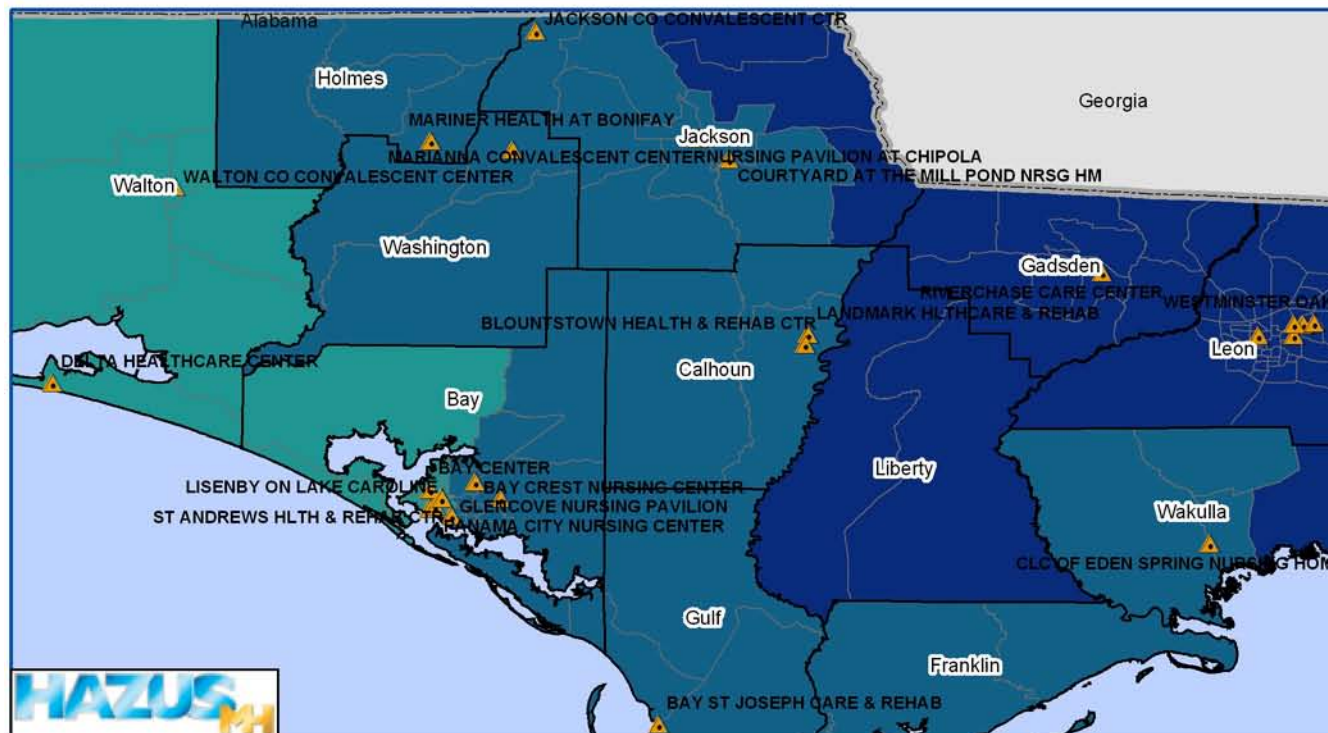 Alabama
JACKSON CO CONVALESCENT CTR
Holmes
Georgia
MARINER HEALTH AT BONIFAY
Jackson
MARIANNA CONVALESCENT CENTER NURSING PAVILION AT CHIPOLA
WALTON CO CONVALESCENT CENTER
COURTYARD AT THE MILL POND NRSG HM
Walton
Washington
Gadsden
RIVERCHASE CARE CENTER
WESTMINSTER OAK
LANDMARK HLTHCARE & REHAB
BLOUNTSTOWN HEALTH & REHAB CTR
Leon
DELTA HEALTHCARE CENTER
Calhoun
Bay
BAY CENTER
Liberty
LISENBY ON LAKE CAROLINE
BAY CREST NURSING CENTER
GLENCOVE NURSING PAVILION
Wakulla
ST ANDREWS HLTH & REHAB CTR
PANAMA CITY NURSING CENTER
CLC OF EDEN SPRING NURSING HOM
Gulf
Franklin
HAZUS MH
BAY ST JOSEPH CARE & REHAB